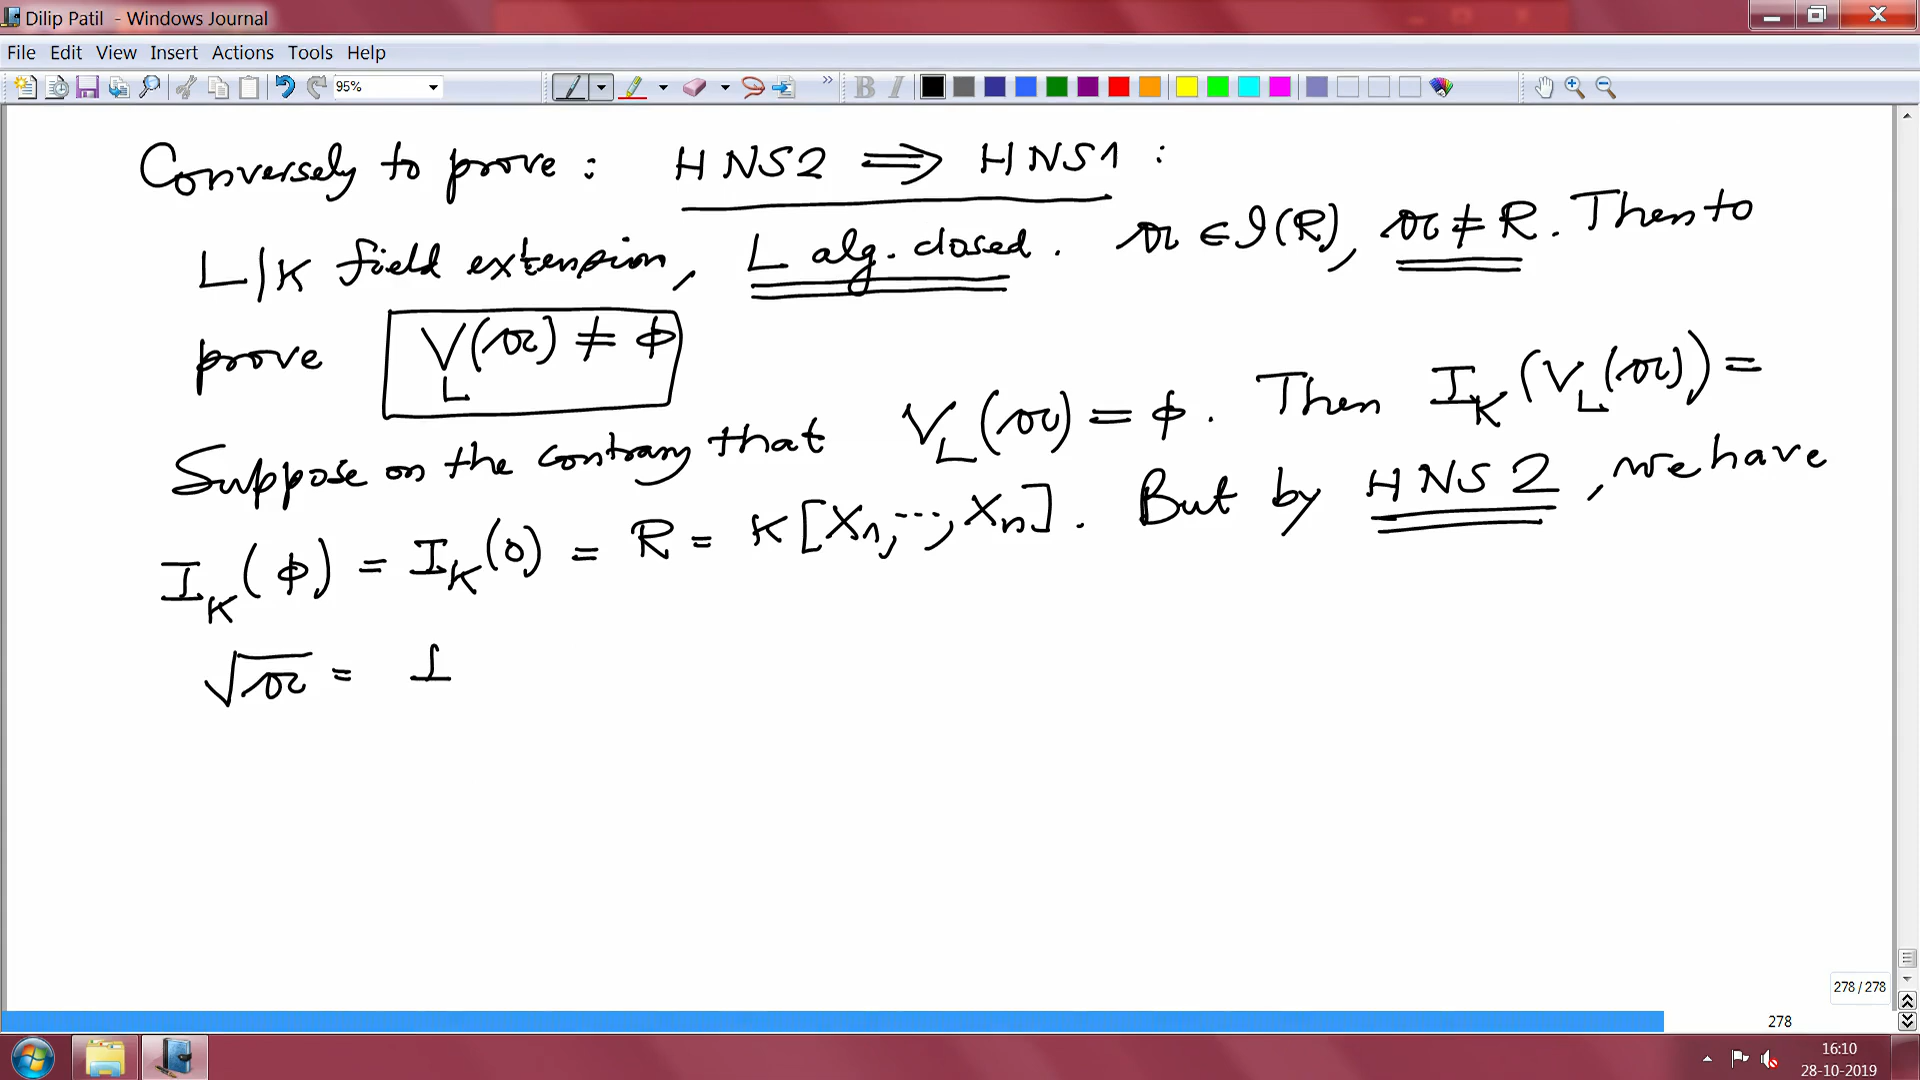 Dilip Patil - Windows Journal
File Edit View Insert Actions Tools Help
95%
Conversely to prove : HNS2 ⟹ HNS1 :
L|K field extension, L alg. closed. 𝔞 ∈ 𝓘(R), 𝔞 ≠ R. Then to
prove V_L(𝔞) ≠ ϕ
Suppose on the contrary that V_L(𝔞) = ϕ. Then I_K(V_L(𝔞)) =
I_K(ϕ) = I_K(0) = R = K[X₁,⋯,Xₙ]. But by HNS 2, we have
√𝔞 = I
278 / 278
278
16:10
28-10-2019